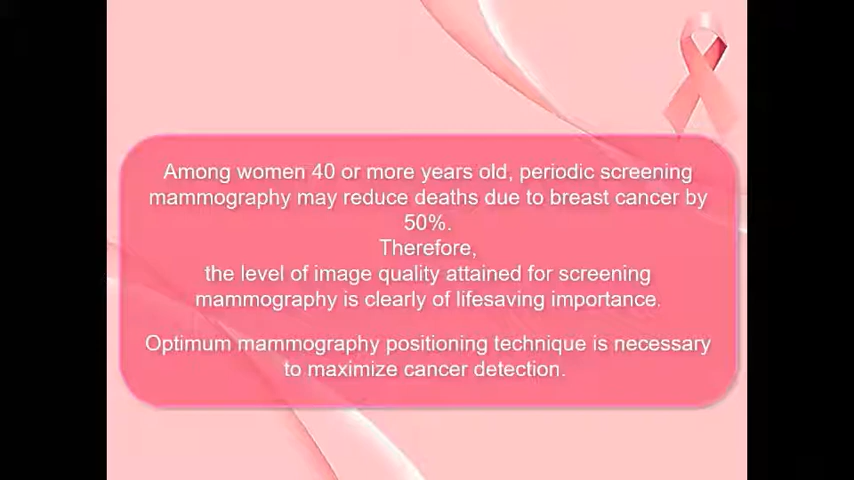 Among women 40 or more years old, periodic screening
mammography may reduce deaths due to breast cancer by
50%.
Therefore,
the level of image quality attained for screening
mammography is clearly of lifesaving importance.
Optimum mammography positioning technique is necessary
to maximize cancer detection.